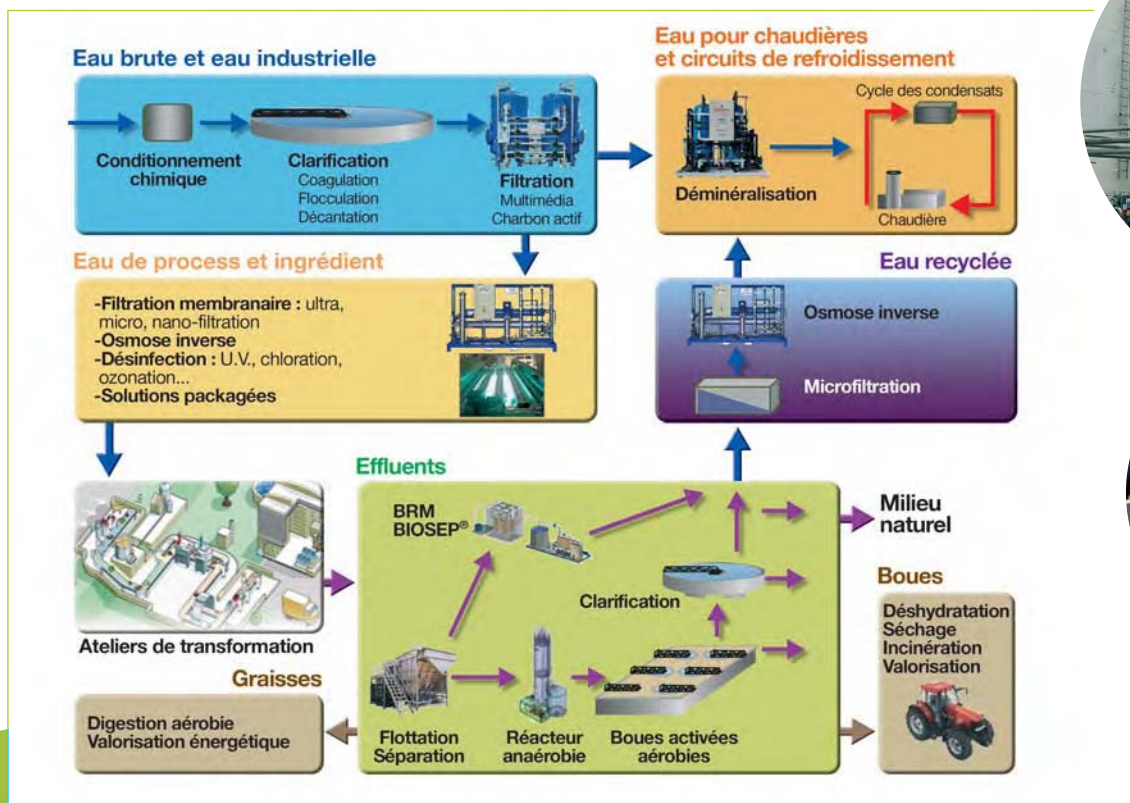 Eau brute et eau industrielle
Conditionnement
chimique
Clarification
Coagulation
Flocculation
Décantation
Filtration
Multimédia
Charbon actif
Eau pour chaudières
et circuits de refroidissement
Déminéralisation
Cycle des condensats
Chaudière
Eau de process et ingrédient
-Filtration membranaire : ultra,
micro, nano-filtration
-Osmose inverse
-Désinfection : U.V., chloration,
ozonation...
-Solutions packagées
Eau recyclée
Osmose inverse
Microfiltration
Ateliers de transformation
Effluents
BRM
BIOSEP®
Clarification
Flottation
Séparation
Réacteur
anaérobie
Boues activées
aérobies
Milieu
naturel
Boues
Déshydratation
Séchage
Incinération
Valorisation
Graisses
Digestion aérobie
Valorisation énergétique